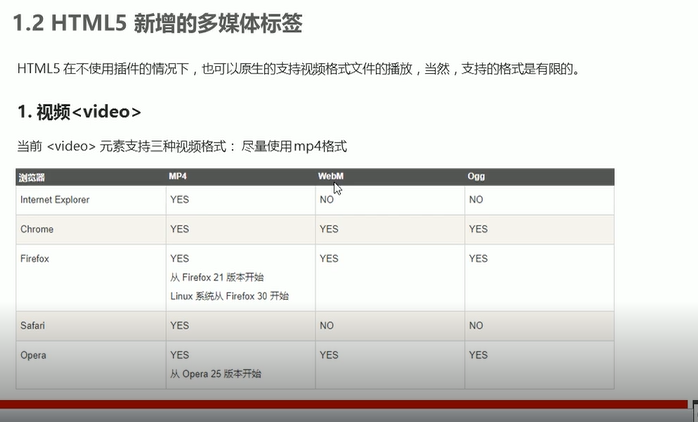 1.2 HTML5 新增的多媒体标签
HTML5 在不使用插件的情况下，也可以原生的支持视频格式文件的播放，当然，支持的格式是有限的。
1. 视频<video>
当前 <video> 元素支持三种视频格式： 尽量使用mp4格式
浏览器 MP4 WebM Ogg
Internet Explorer YES NO NO
Chrome YES YES YES
Firefox YES YES YES
从 Firefox 21 版本开始
Linux 系统从 Firefox 30 开始
Safari YES NO NO
Opera YES YES YES
从 Opera 25 版本开始